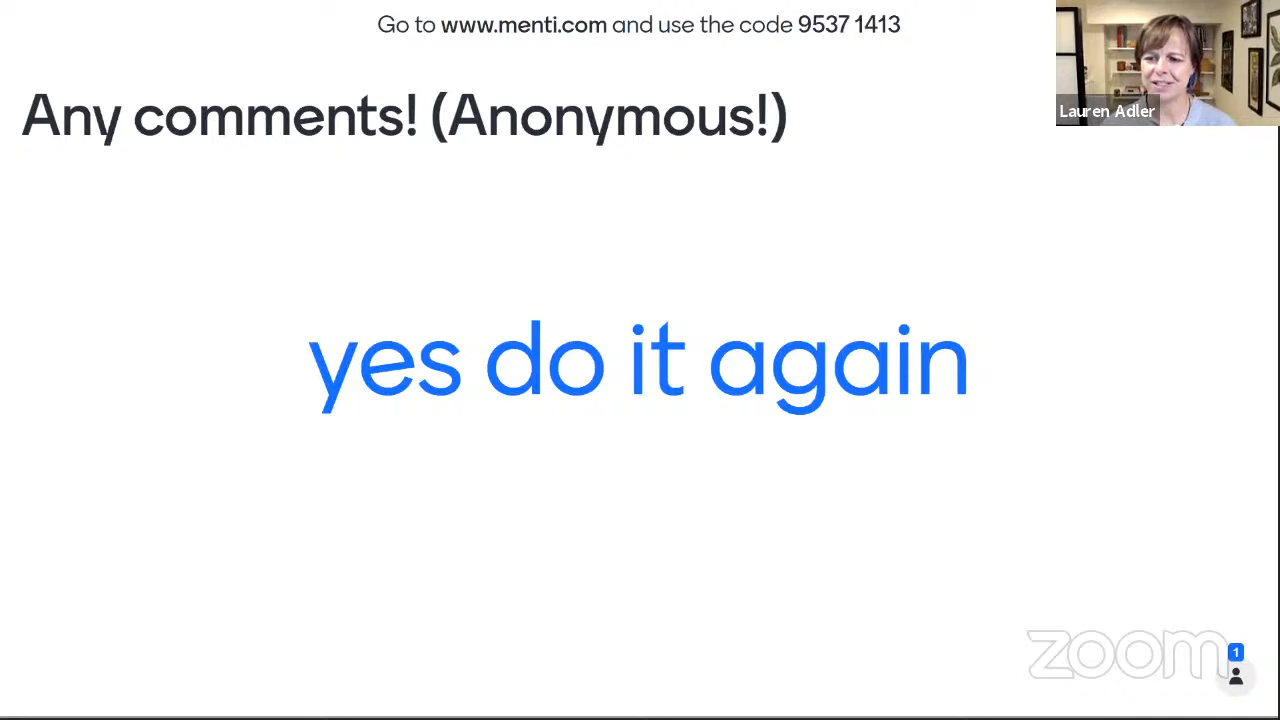 Go to www.menti.com and use the code 9537 1413
Lauren Adler
Any comments! (Anonymous!)
yes do it again
zoom
1